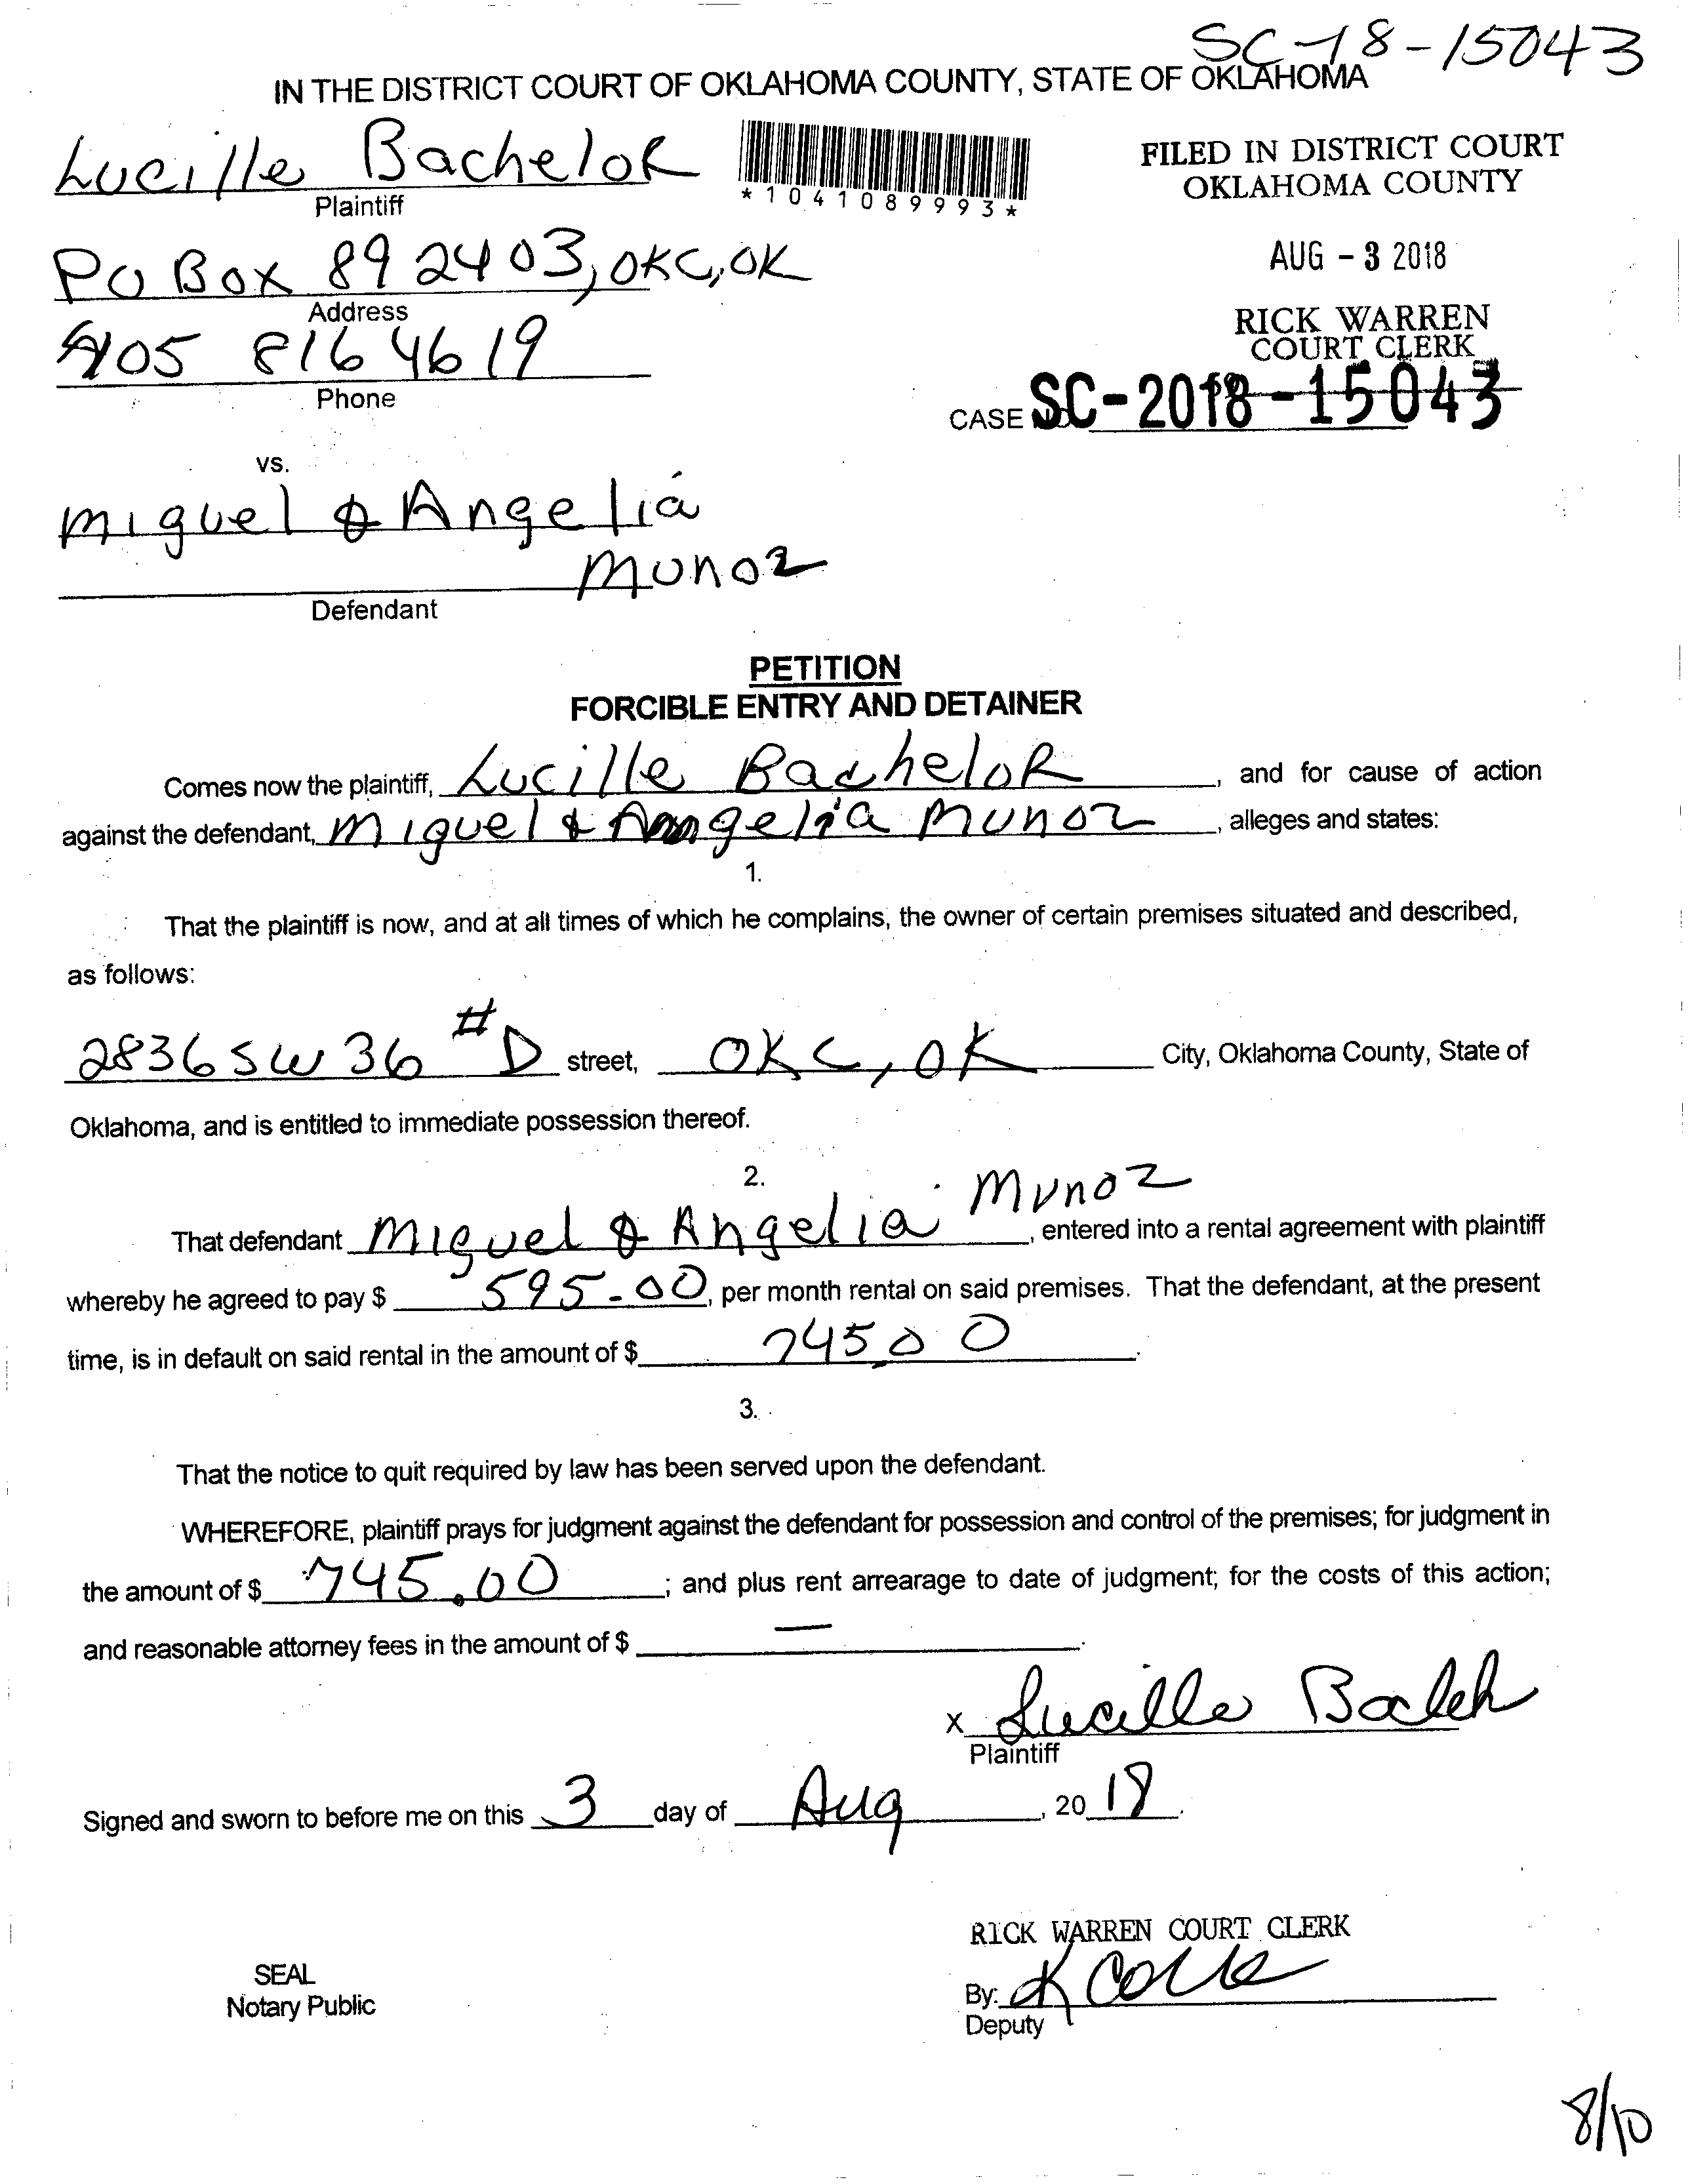 SC-18-15043
IN THE DISTRICT COURT OF OKLAHOMA COUNTY, STATE OF OKLAHOMA
Lucille Bachelor
Plaintiff
*1041089993*
FILED IN DISTRICT COURT
OKLAHOMA COUNTY
PO Box 892403, OKC, OK
Address
AUG - 3 2018
405 816 4619
Phone
RICK WARREN
COURT CLERK
CASE SC-2018-15043
vs.
Miguel & Angelia
Munoz
Defendant
PETITION
FORCIBLE ENTRY AND DETAINER
Comes now the plaintiff, Lucille Bachelor, and for cause of action
against the defendant, Miguel & Angelia Munoz, alleges and states:
1.
That the plaintiff is now, and at all times of which he complains, the owner of certain premises situated and described,
as follows:
2836 SW 36 #D street, OKC, OK City, Oklahoma County, State of
Oklahoma, and is entitled to immediate possession thereof.
2.
That defendant Miguel & Angelia Munoz, entered into a rental agreement with plaintiff
whereby he agreed to pay $ 595.00, per month rental on said premises. That the defendant, at the present
time, is in default on said rental in the amount of $ 745.00.
3.
That the notice to quit required by law has been served upon the defendant.
WHEREFORE, plaintiff prays for judgment against the defendant for possession and control of the premises; for judgment in
the amount of $ 745.00; and plus rent arrearage to date of judgment; for the costs of this action;
and reasonable attorney fees in the amount of $ —.
x Lucille Bacheh
Plaintiff
Signed and sworn to before me on this 3 day of Aug, 2018.
RICK WARREN COURT CLERK
SEAL
Notary Public
By: K
Deputy
8/10